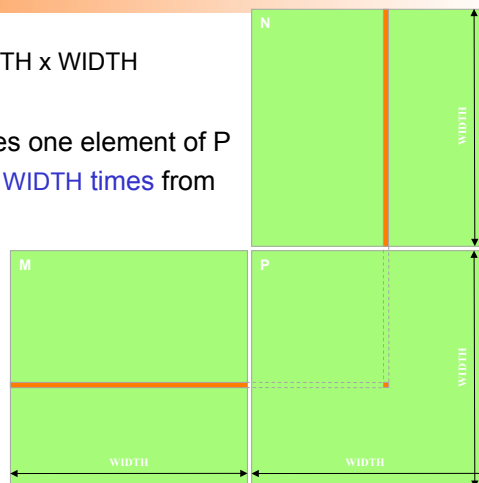 TH x WIDTH
es one element of P
WIDTH times from
N
WIDTH
M
P
WIDTH
WIDTH
WIDTH